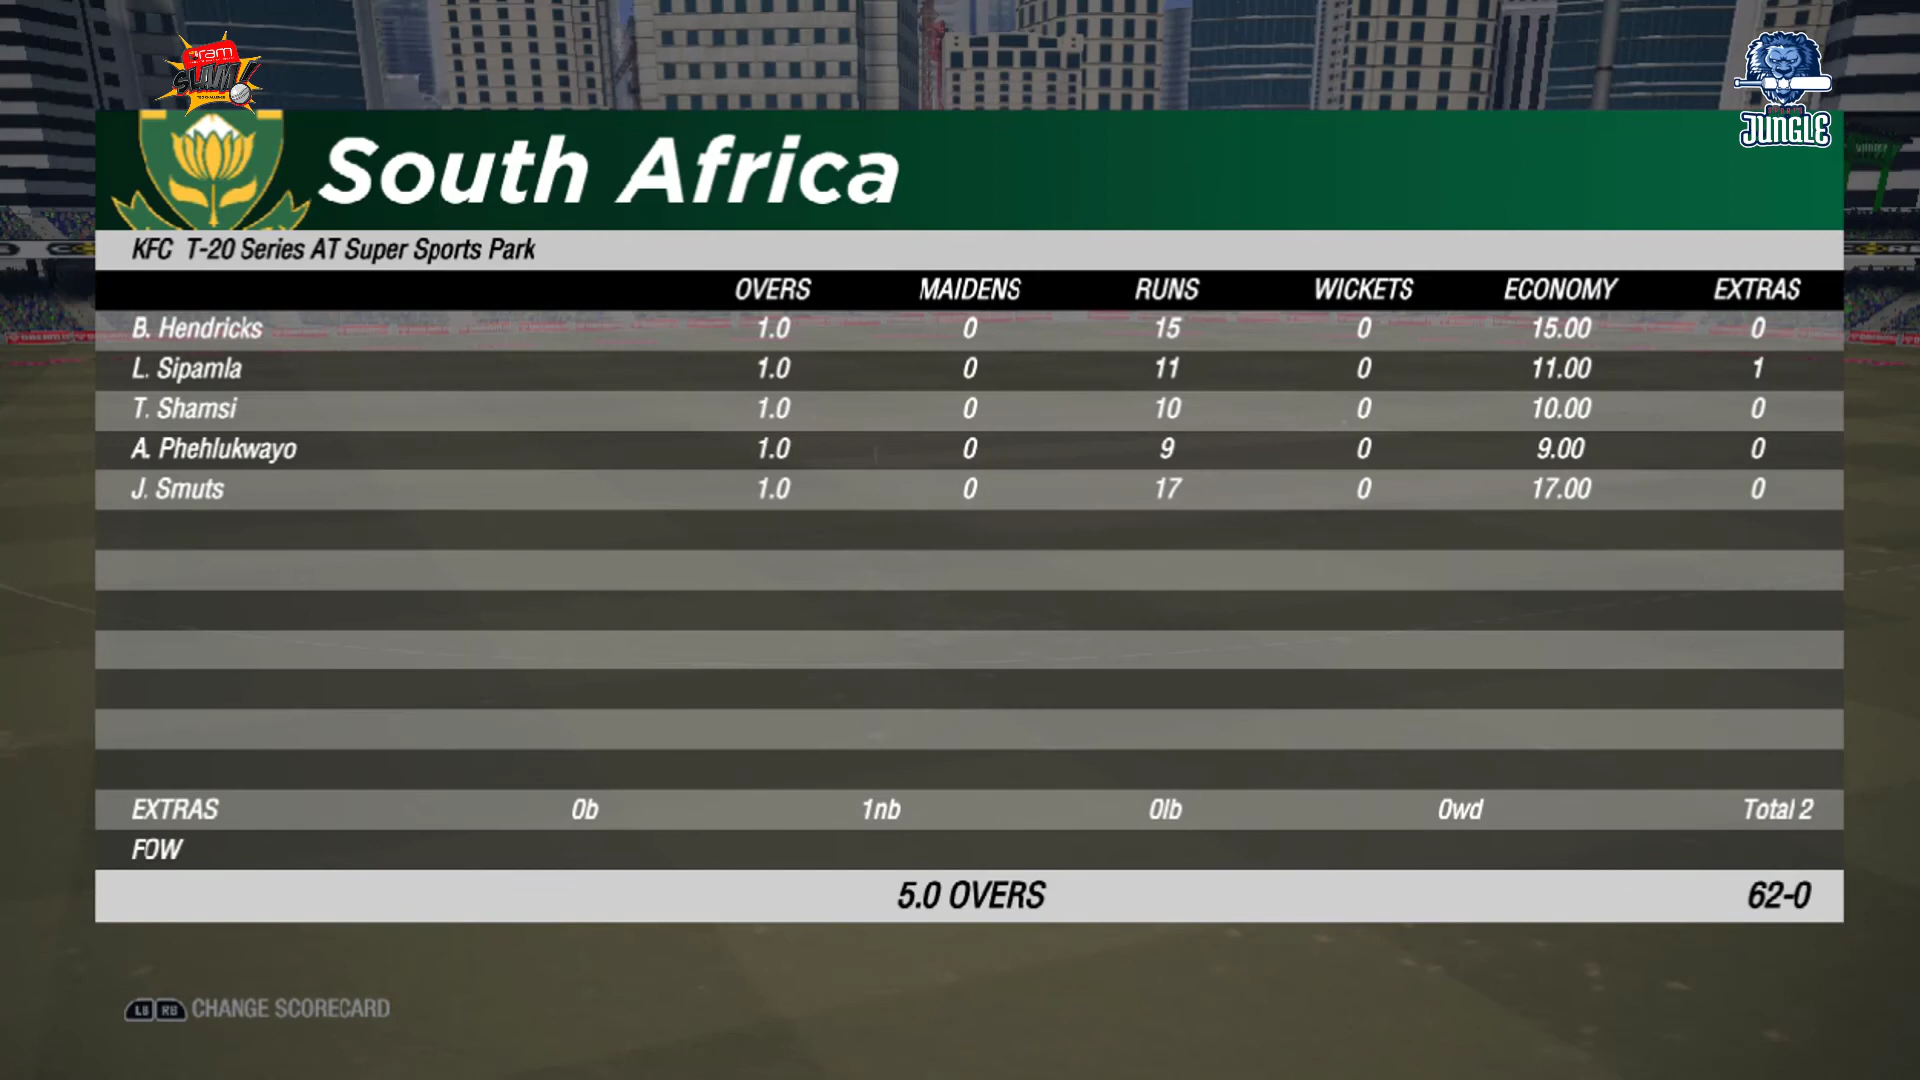 ram
SLAM!
JUNGLE
South Africa
KFC T-20 Series AT Super Sports Park
OVERS MAIDENS RUNS WICKETS ECONOMY EXTRAS
B. Hendricks 1.0 0 15 0 15.00 0
L. Sipamla 1.0 0 11 0 11.00 1
T. Shamsi 1.0 0 10 0 10.00 0
A. Phehlukwayo 1.0 0 9 0 9.00 0
J. Smuts 1.0 0 17 0 17.00 0
EXTRAS 0b 1nb 0lb 0wd Total 2
FOW
5.0 OVERS 62-0
LB RB CHANGE SCORECARD